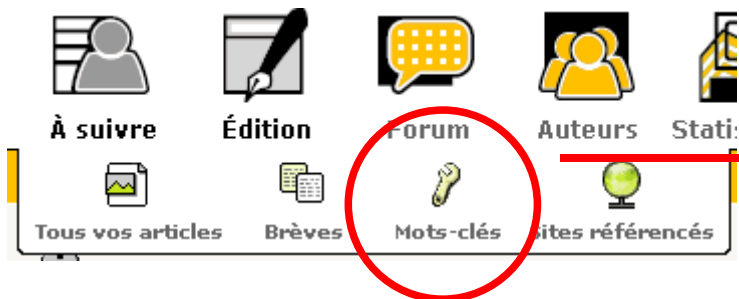 À suivre Édition Forum Auteurs Statis
Tous vos articles Brèves Mots-clés Sites référencés